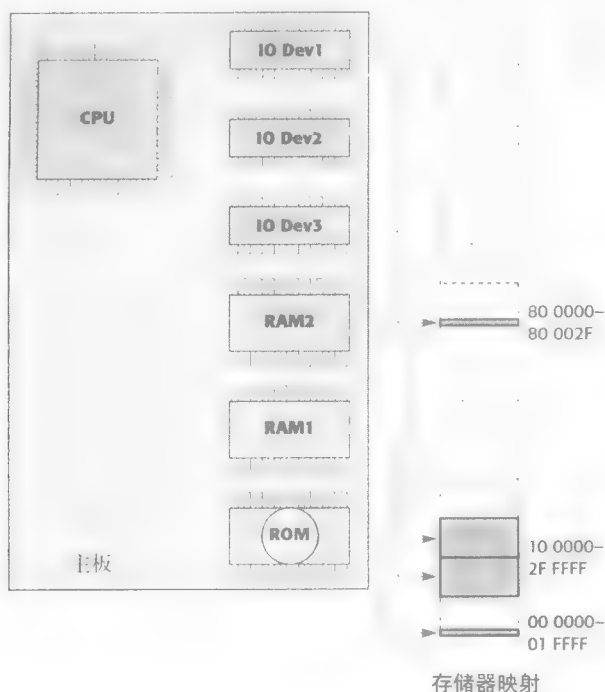 IO Dev1
CPU
IO Dev2
IO Dev3
RAM2
80 0000–
80 002F
RAM1
ROM
10 0000–
2F FFFF
主板
00 0000–
01 FFFF
存储器映射